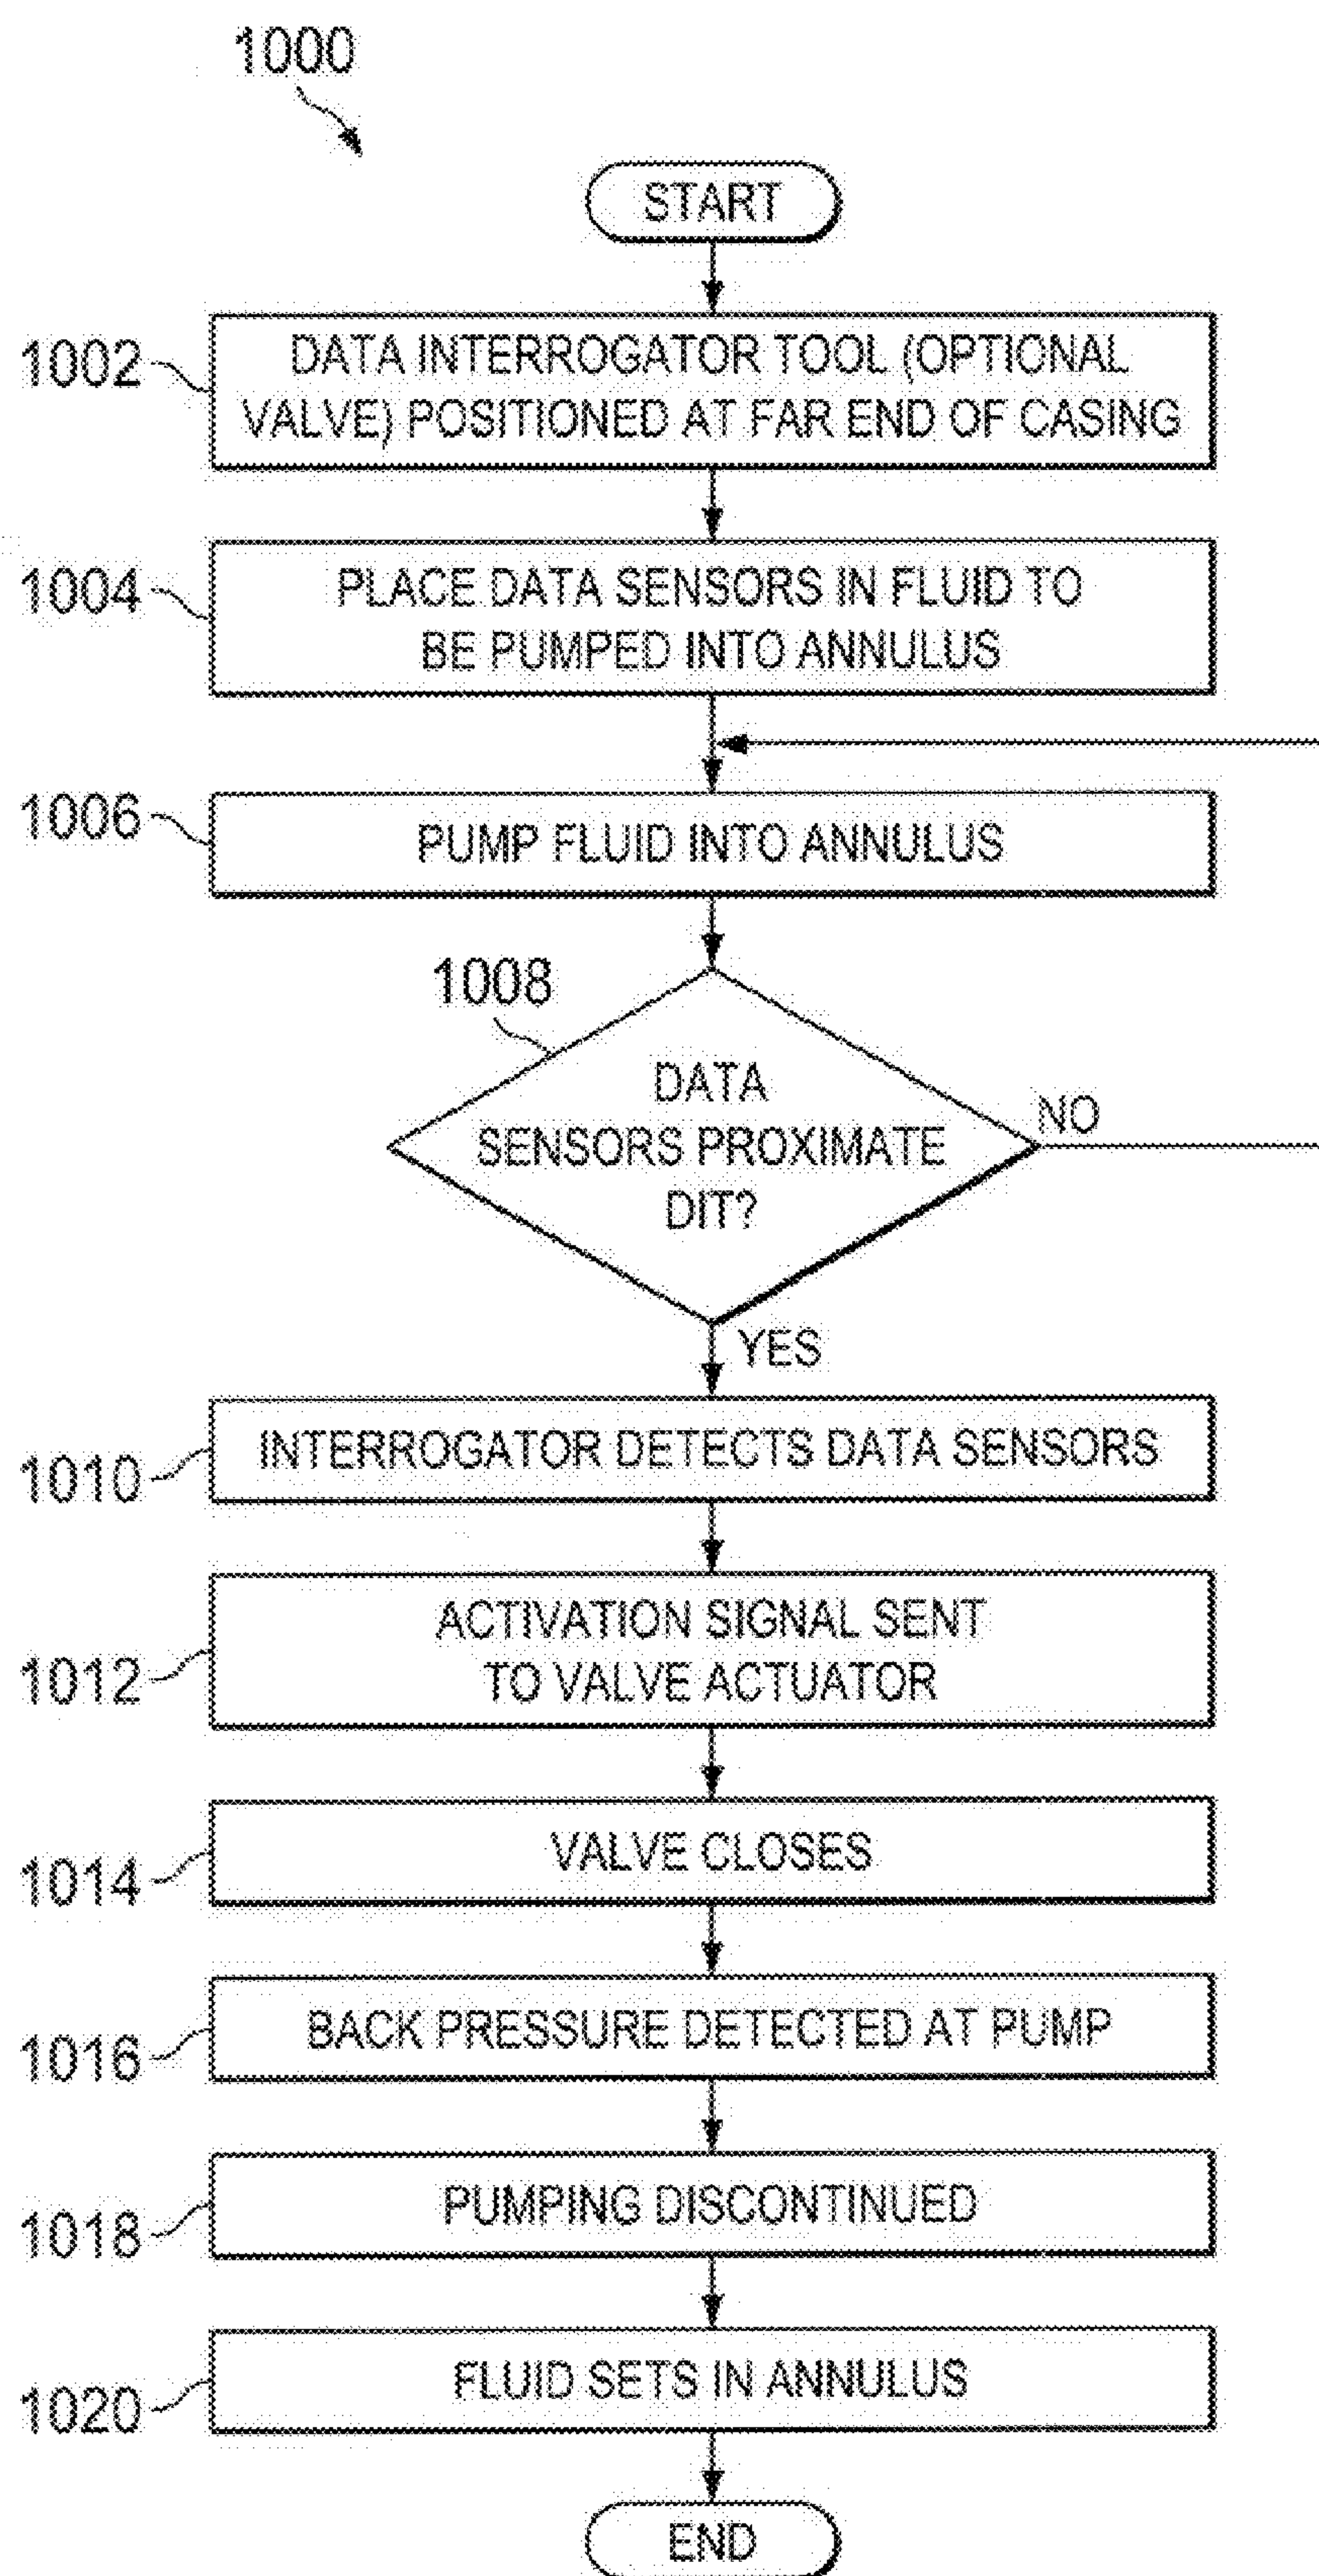 1000
START
1002
DATA INTERROGATOR TOOL (OPTIONAL
VALVE) POSITIONED AT FAR END OF CASING
1004
PLACE DATA SENSORS IN FLUID TO
BE PUMPED INTO ANNULUS
1006
PUMP FLUID INTO ANNULUS
1008
DATA
SENSORS PROXIMATE
DIT?
NO
YES
1010
INTERROGATOR DETECTS DATA SENSORS
1012
ACTIVATION SIGNAL SENT
TO VALVE ACTUATOR
1014
VALVE CLOSES
1016
BACK PRESSURE DETECTED AT PUMP
1018
PUMPING DISCONTINUED
1020
FLUID SETS IN ANNULUS
END